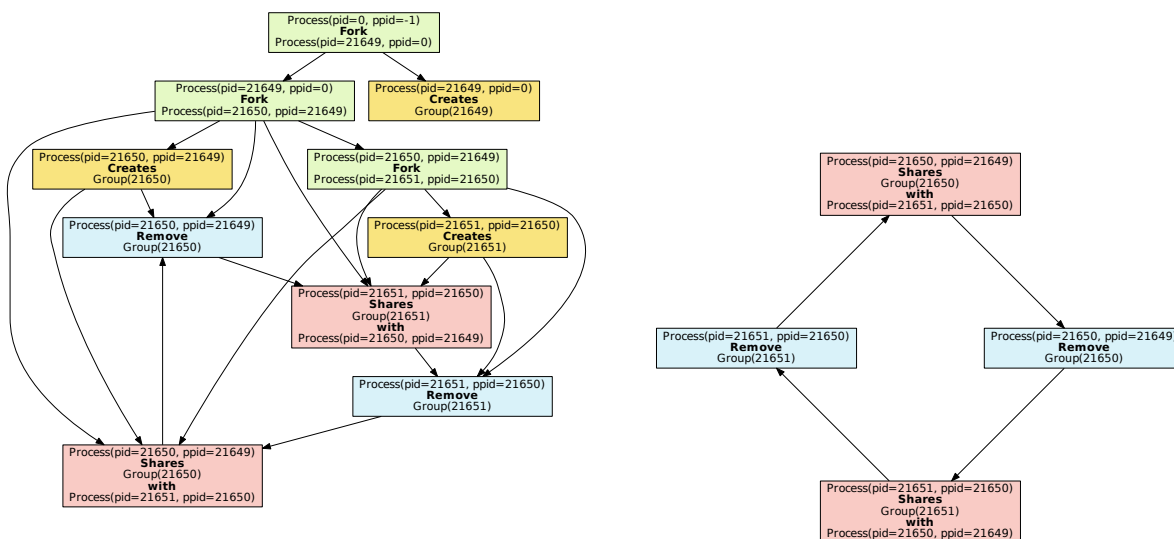 Process(pid=0, ppid=-1)
Fork
Process(pid=21649, ppid=0)
Process(pid=21649, ppid=0)
Fork
Process(pid=21650, ppid=21649)
Process(pid=21649, ppid=0)
Creates
Group(21649)
Process(pid=21650, ppid=21649)
Creates
Group(21650)
Process(pid=21650, ppid=21649)
Fork
Process(pid=21651, ppid=21650)
Process(pid=21650, ppid=21649)
Remove
Group(21650)
Process(pid=21651, ppid=21650)
Creates
Group(21651)
Process(pid=21651, ppid=21650)
Shares
Group(21651)
with
Process(pid=21650, ppid=21649)
Process(pid=21651, ppid=21650)
Remove
Group(21651)
Process(pid=21650, ppid=21649)
Shares
Group(21650)
with
Process(pid=21651, ppid=21650)
Process(pid=21650, ppid=21649)
Shares
Group(21650)
with
Process(pid=21651, ppid=21650)
Process(pid=21651, ppid=21650)
Remove
Group(21651)
Process(pid=21650, ppid=21649)
Remove
Group(21650)
Process(pid=21651, ppid=21650)
Shares
Group(21651)
with
Process(pid=21650, ppid=21649)